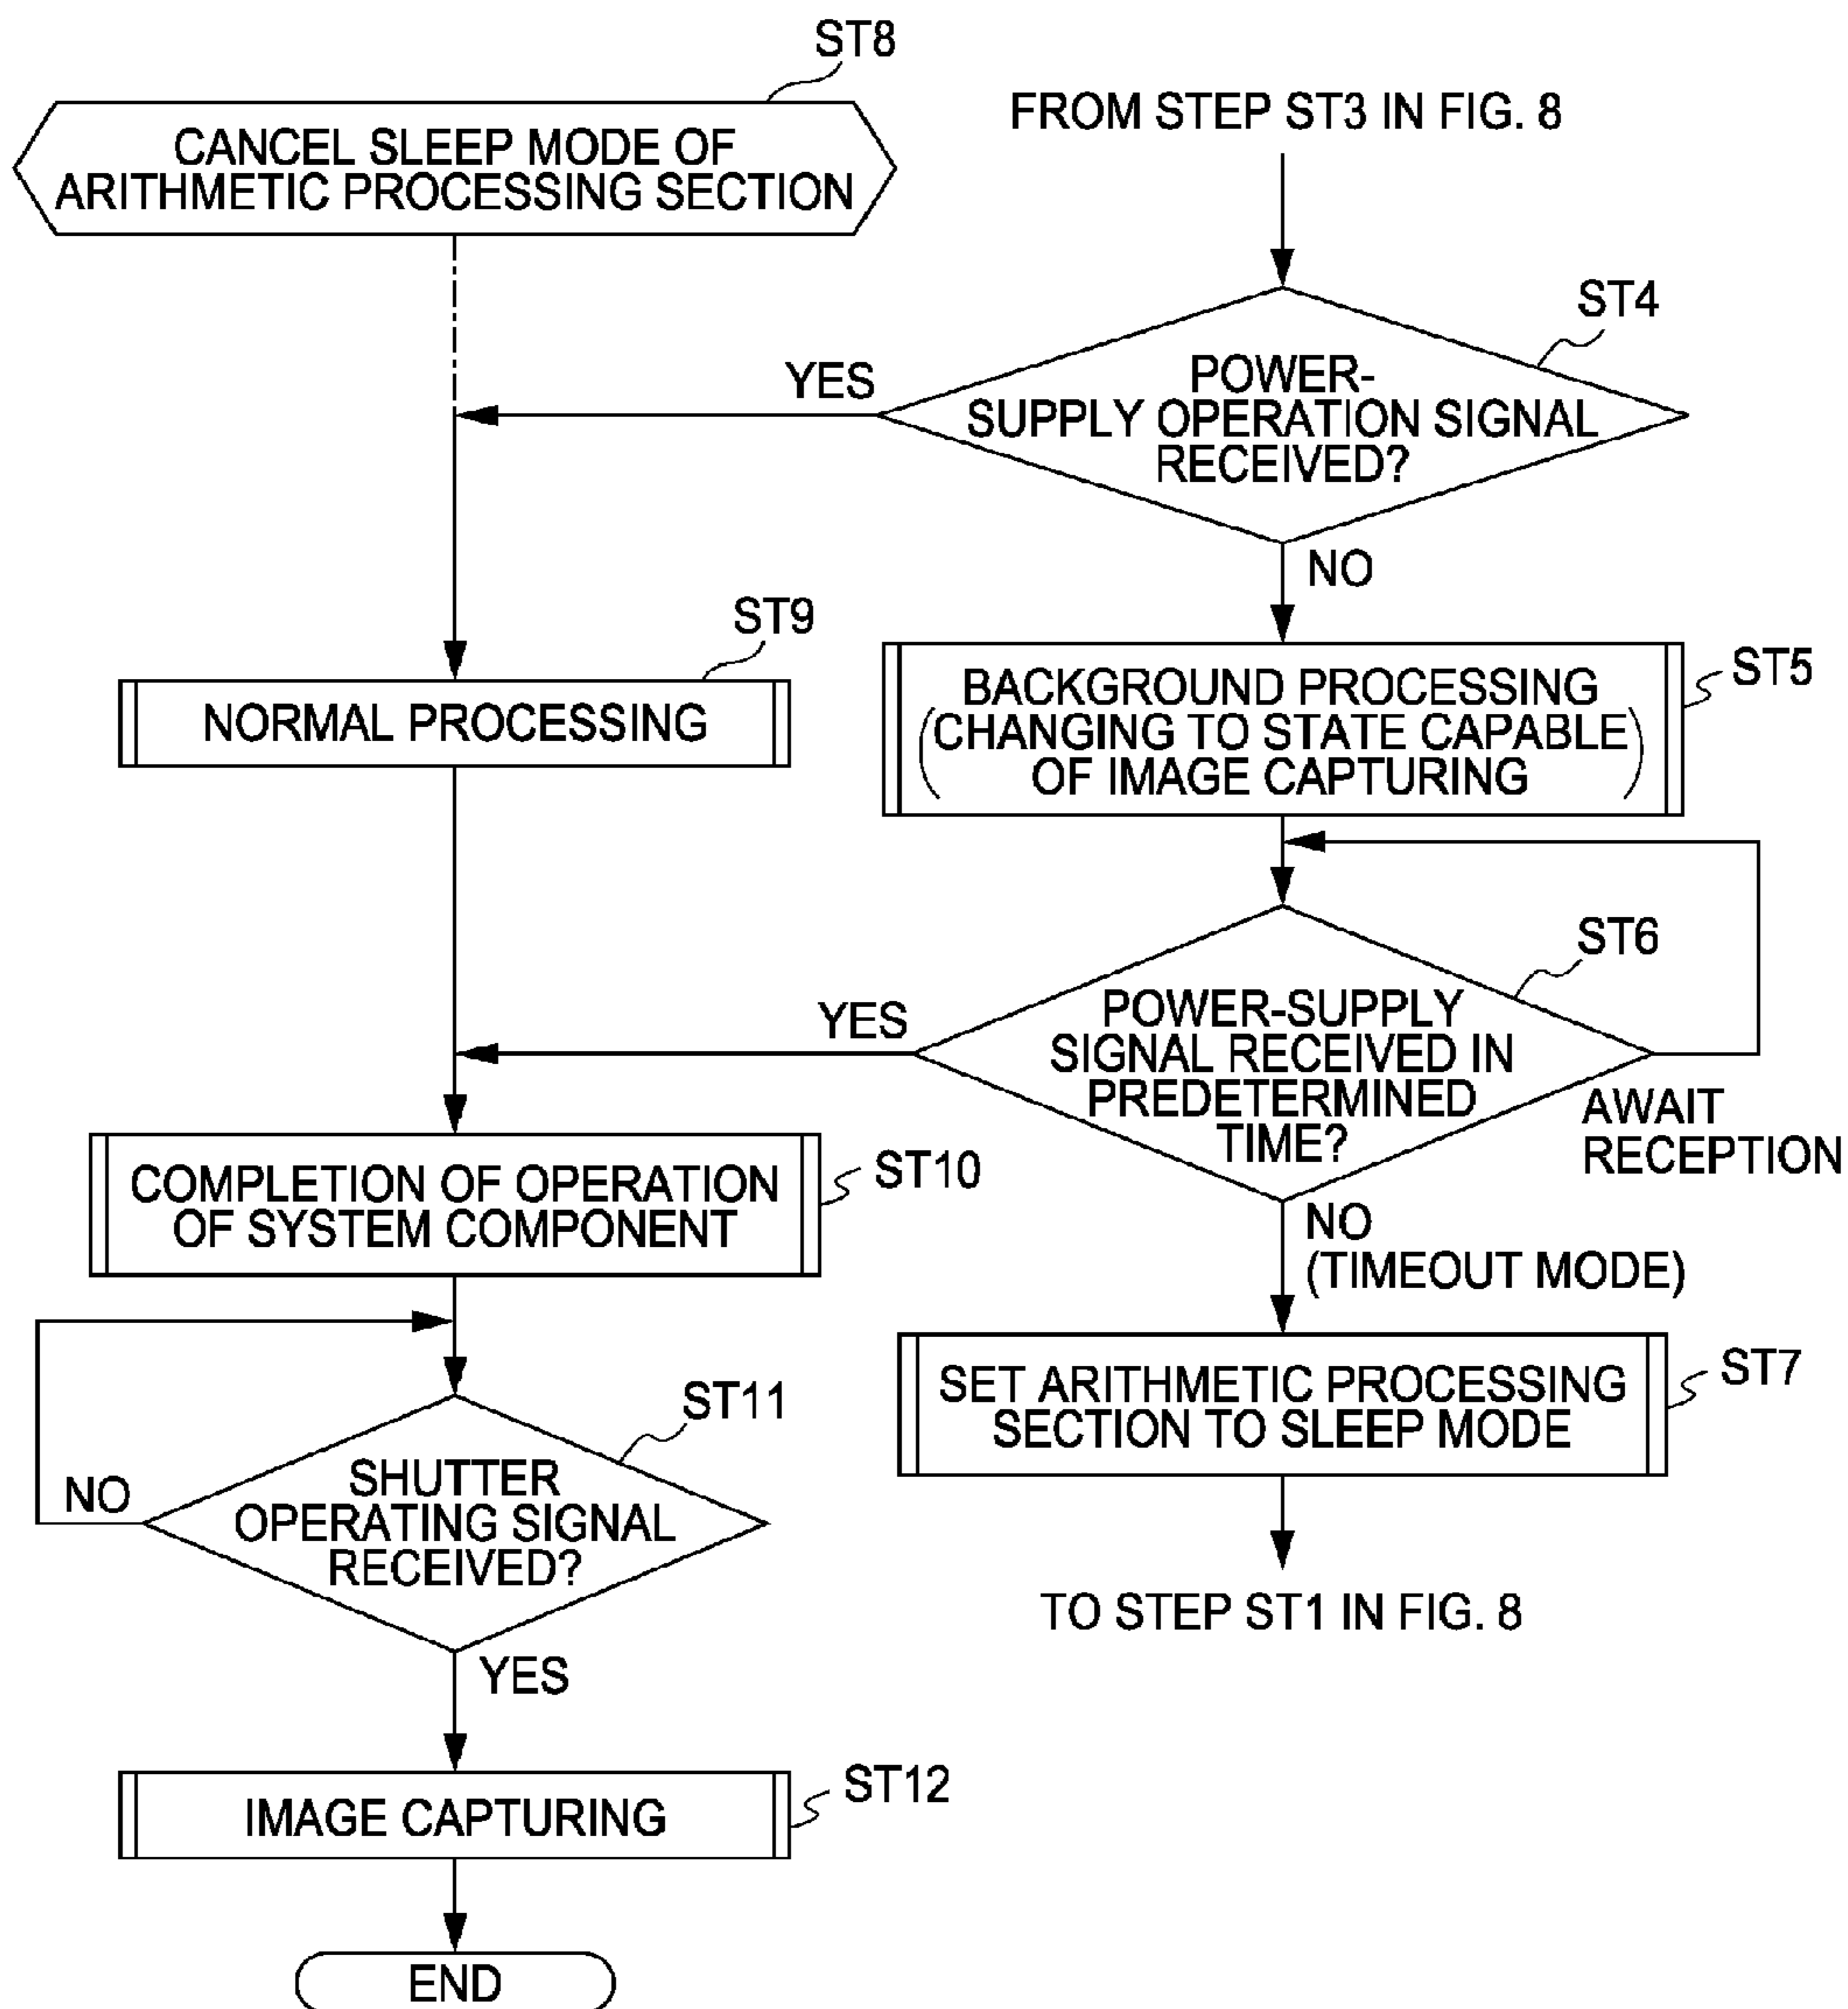 ST8
CANCEL SLEEP MODE OF
ARITHMETIC PROCESSING SECTION
FROM STEP ST3 IN FIG. 8
ST4
POWER-
SUPPLY OPERATION SIGNAL
RECEIVED?
YES
NO
ST9
NORMAL PROCESSING
ST5
BACKGROUND PROCESSING
(CHANGING TO STATE CAPABLE
OF IMAGE CAPTURING)
ST6
POWER-SUPPLY
SIGNAL RECEIVED IN
PREDETERMINED
TIME?
YES
AWAIT
RECEPTION
NO
(TIMEOUT MODE)
ST10
COMPLETION OF OPERATION
OF SYSTEM COMPONENT
ST7
SET ARITHMETIC PROCESSING
SECTION TO SLEEP MODE
TO STEP ST1 IN FIG. 8
ST11
SHUTTER
OPERATING SIGNAL
RECEIVED?
NO
YES
ST12
IMAGE CAPTURING
END